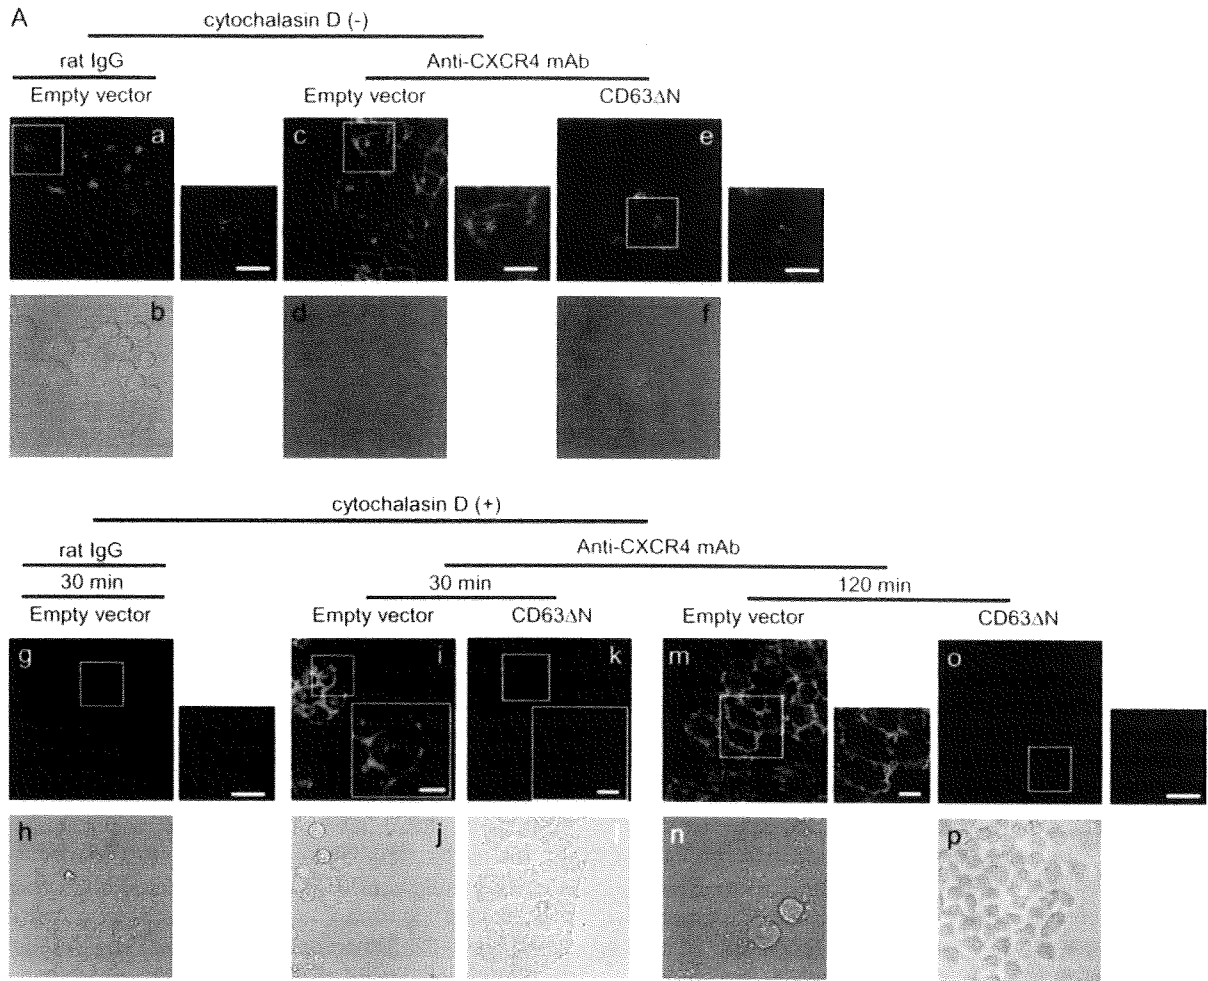 A
cytochalasin D (-)
rat IgG
Anti-CXCR4 mAb
Empty vector
Empty vector
CD63ΔN
a
c
e
b
d
f
cytochalasin D (+)
rat IgG
Anti-CXCR4 mAb
30 min
30 min
120 min
Empty vector
Empty vector
CD63ΔN
Empty vector
CD63ΔN
g
i
k
m
o
h
j
l
n
p